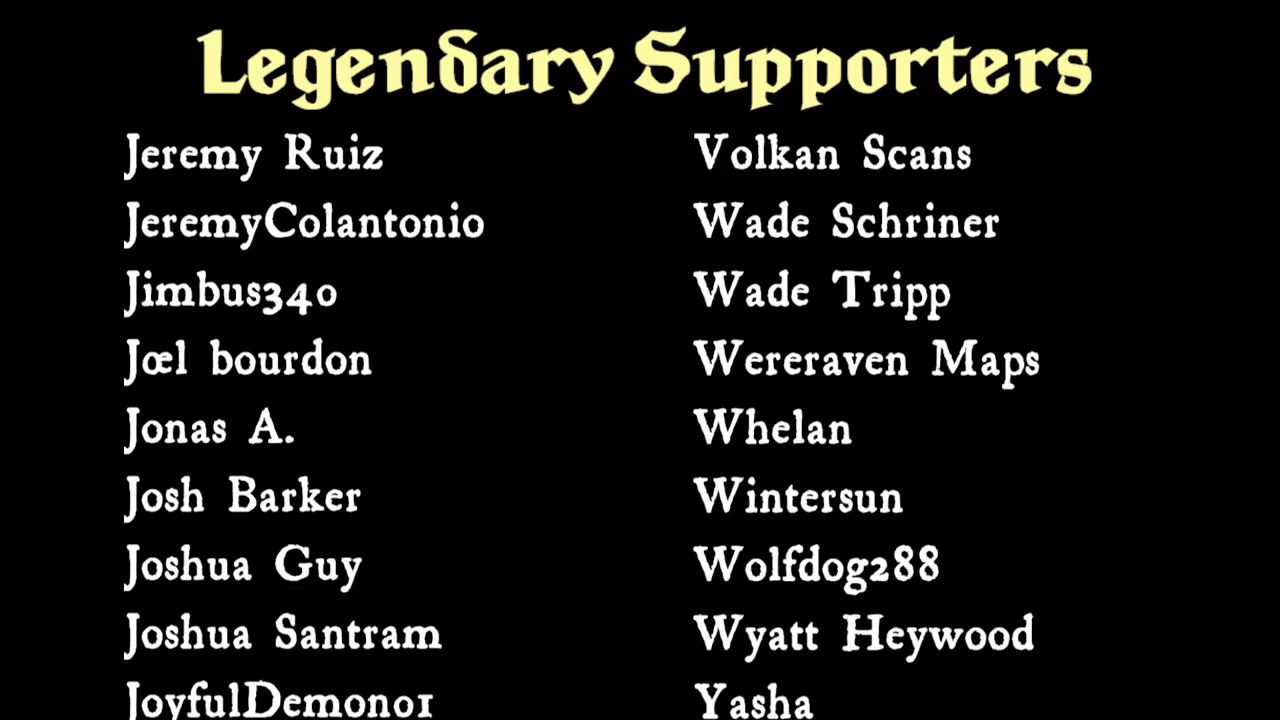 Legendary Supporters
Jeremy Ruiz
JeremyColantonio
Jimbus340
Jœl bourdon
Jonas A.
Josh Barker
Joshua Guy
Joshua Santram
JoyfulDemon01
Volkan Scans
Wade Schriner
Wade Tripp
Wereraven Maps
Whelan
Wintersun
Wolfdog288
Wyatt Heywood
Yasha